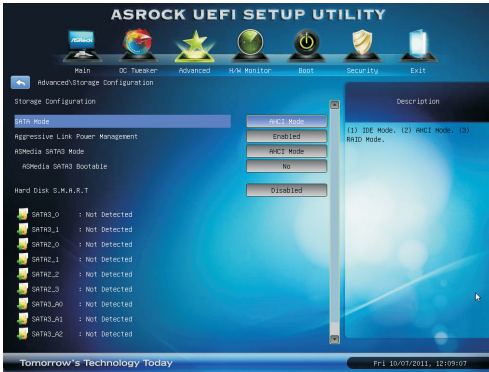 ASROCK UEFI SETUP UTILITY
ASRock
Main OC Tweaker Advanced H/W Monitor Boot Security Exit
Advanced\Storage Configuration
Storage Configuration
Description
SATA Mode AHCI Mode
(1) IDE Mode. (2) AHCI Mode. (3)
RAID Mode.
Aggressive Link Power Management Enabled
ASMedia SATA3 Mode AHCI Mode
ASMedia SATA3 Bootable No
Hard Disk S.M.A.R.T Disabled
SATA3_0 : Not Detected
SATA3_1 : Not Detected
SATA2_0 : Not Detected
SATA2_1 : Not Detected
SATA2_2 : Not Detected
SATA2_3 : Not Detected
SATA3_A0 : Not Detected
SATA3_A1 : Not Detected
SATA3_A2 : Not Detected
Tomorrow's Technology Today
Fri 10/07/2011, 12:09:07